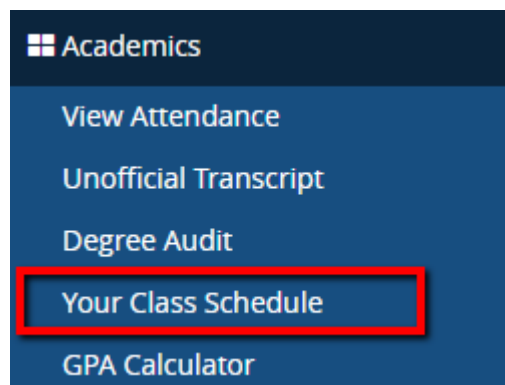 Academics
View Attendance
Unofficial Transcript
Degree Audit
Your Class Schedule
GPA Calculator